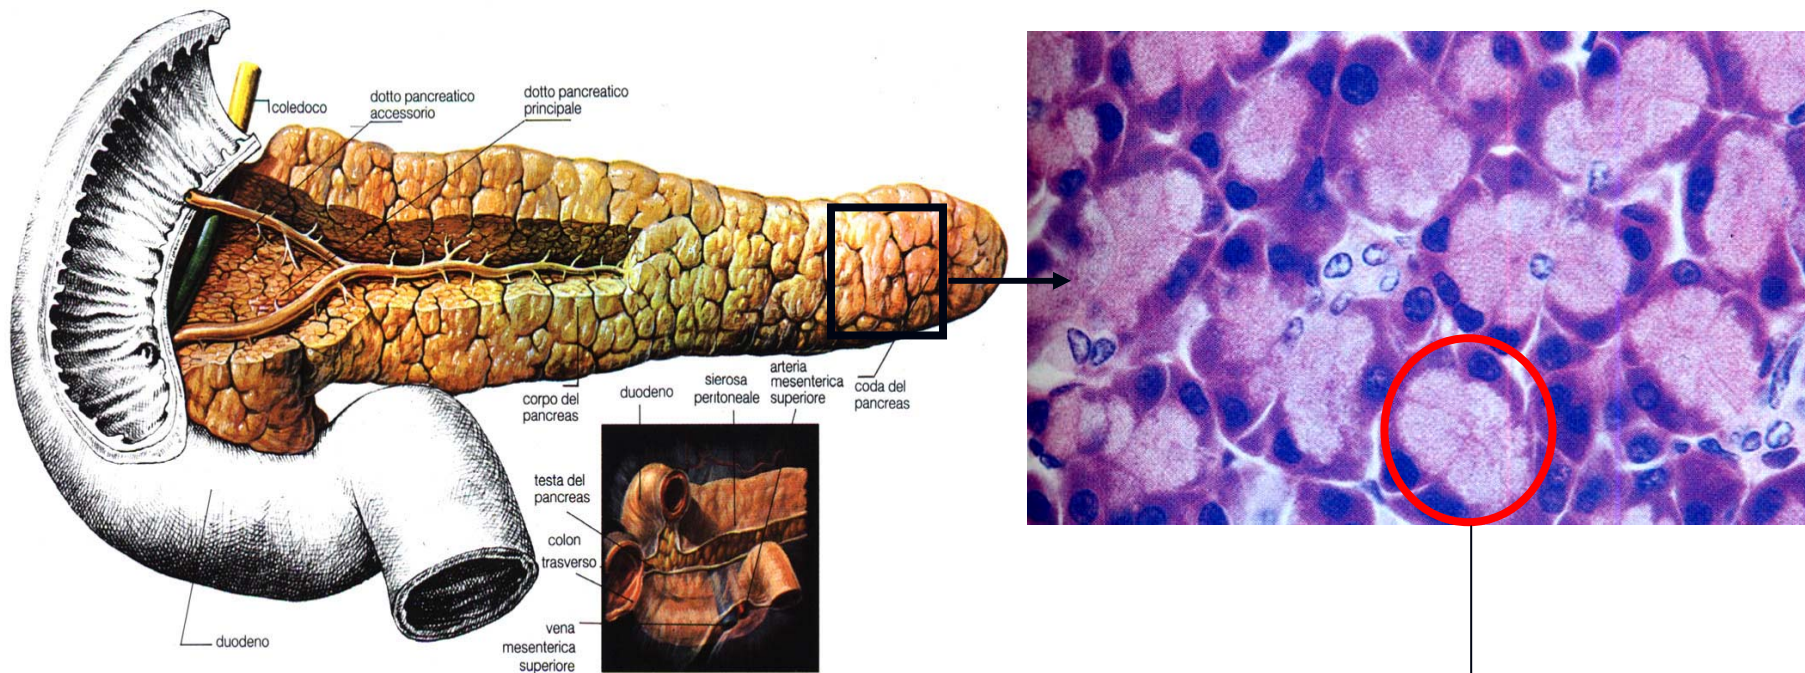 coledoco
dotto pancreatico
accessorio
dotto pancreatico
principale
corpo del
pancreas
duodeno
sierosa
peritoneale
arteria
mesenterica
superiore
coda del
pancreas
testa del
pancreas
colon
trasverso
vena
mesenterica
superiore
duodeno